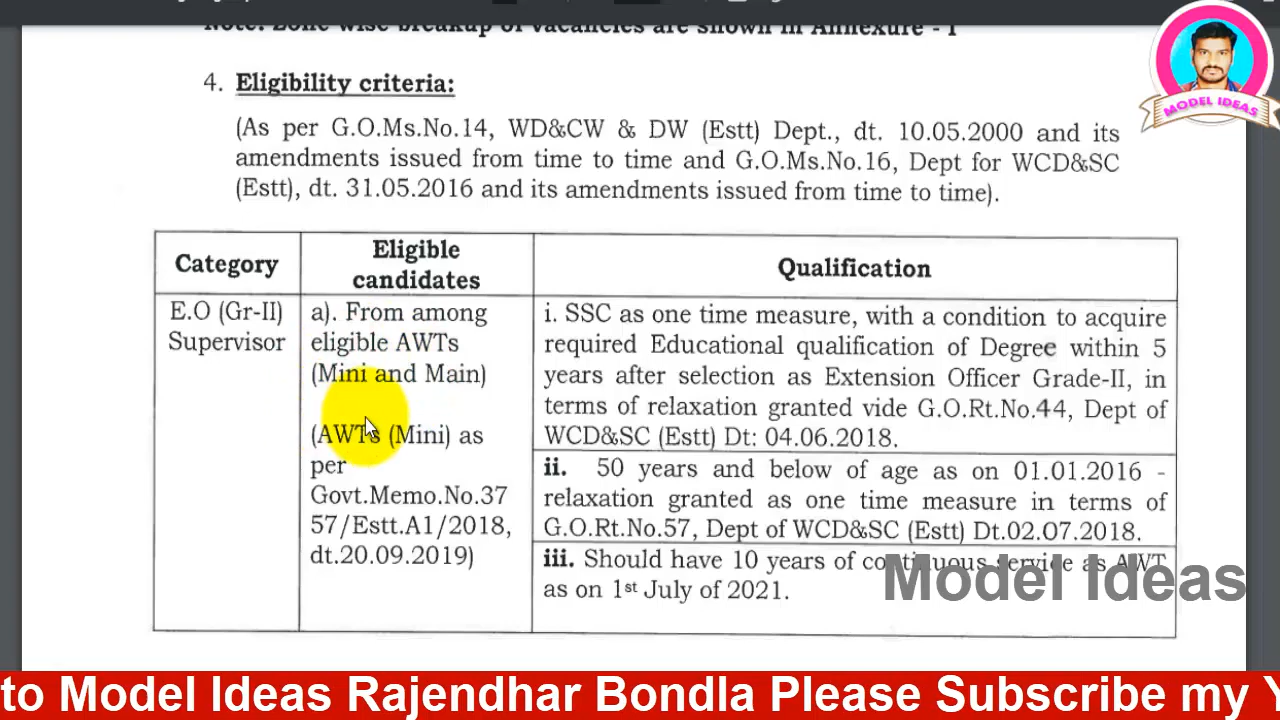 Note: Zone wise breakup of vacancies are shown in Annexure - I
4. Eligibility criteria:
(As per G.O.Ms.No.14, WD&CW & DW (Estt) Dept., dt. 10.05.2000 and its
amendments issued from time to time and G.O.Ms.No.16, Dept for WCD&SC
(Estt), dt. 31.05.2016 and its amendments issued from time to time).
Category
Eligible
candidates
Qualification
E.O (Gr-II)
Supervisor
a). From among
eligible AWTs
(Mini and Main)
(AWTs (Mini) as
per
Govt.Memo.No.37
57/Estt.A1/2018,
dt.20.09.2019)
i. SSC as one time measure, with a condition to acquire
required Educational qualification of Degree within 5
years after selection as Extension Officer Grade-II, in
terms of relaxation granted vide G.O.Rt.No.44, Dept of
WCD&SC (Estt) Dt: 04.06.2018.
ii. 50 years and below of age as on 01.01.2016 -
relaxation granted as one time measure in terms of
G.O.Rt.No.57, Dept of WCD&SC (Estt) Dt.02.07.2018.
iii. Should have 10 years of continuous service as AWT
as on 1st July of 2021.
MODEL IDEAS
Model Ideas
to Model Ideas Rajendhar Bondla Please Subscribe my Y